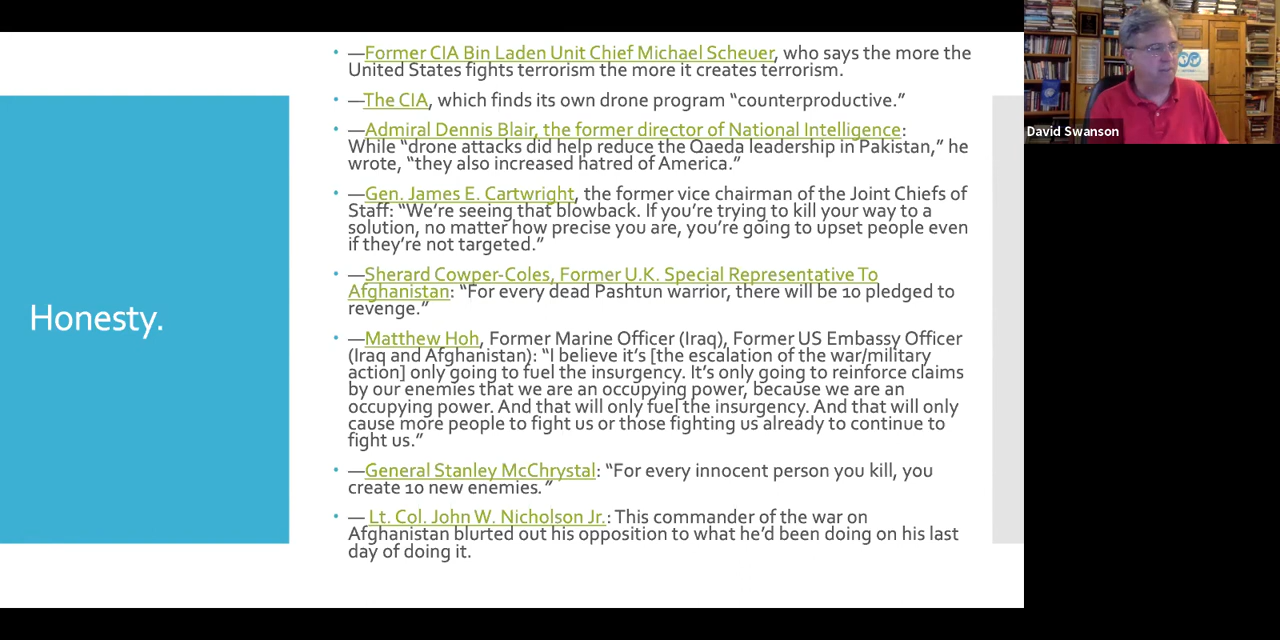 Honesty.
—Former CIA Bin Laden Unit Chief Michael Scheuer, who says the more the
United States fights terrorism the more it creates terrorism.
—The CIA, which finds its own drone program “counterproductive.”
—Admiral Dennis Blair, the former director of National Intelligence:
While “drone attacks did help reduce the Qaeda leadership in Pakistan,” he
wrote, “they also increased hatred of America.”
—Gen. James E. Cartwright, the former vice chairman of the Joint Chiefs of
Staff: “We’re seeing that blowback. If you’re trying to kill your way to a
solution, no matter how precise you are, you’re going to upset people even
if they’re not targeted.”
—Sherard Cowper-Coles, Former U.K. Special Representative To
Afghanistan: “For every dead Pashtun warrior, there will be 10 pledged to
revenge.”
—Matthew Hoh, Former Marine Officer (Iraq), Former US Embassy Officer
(Iraq and Afghanistan): “I believe it’s [the escalation of the war/military
action] only going to fuel the insurgency. It’s only going to reinforce claims
by our enemies that we are an occupying power, because we are an
occupying power. And that will only fuel the insurgency. And that will only
cause more people to fight us or those fighting us already to continue to
fight us.”
—General Stanley McChrystal: “For every innocent person you kill, you
create 10 new enemies.”
— Lt. Col. John W. Nicholson Jr.: This commander of the war on
Afghanistan blurted out his opposition to what he’d been doing on his last
day of doing it.
David Swanson